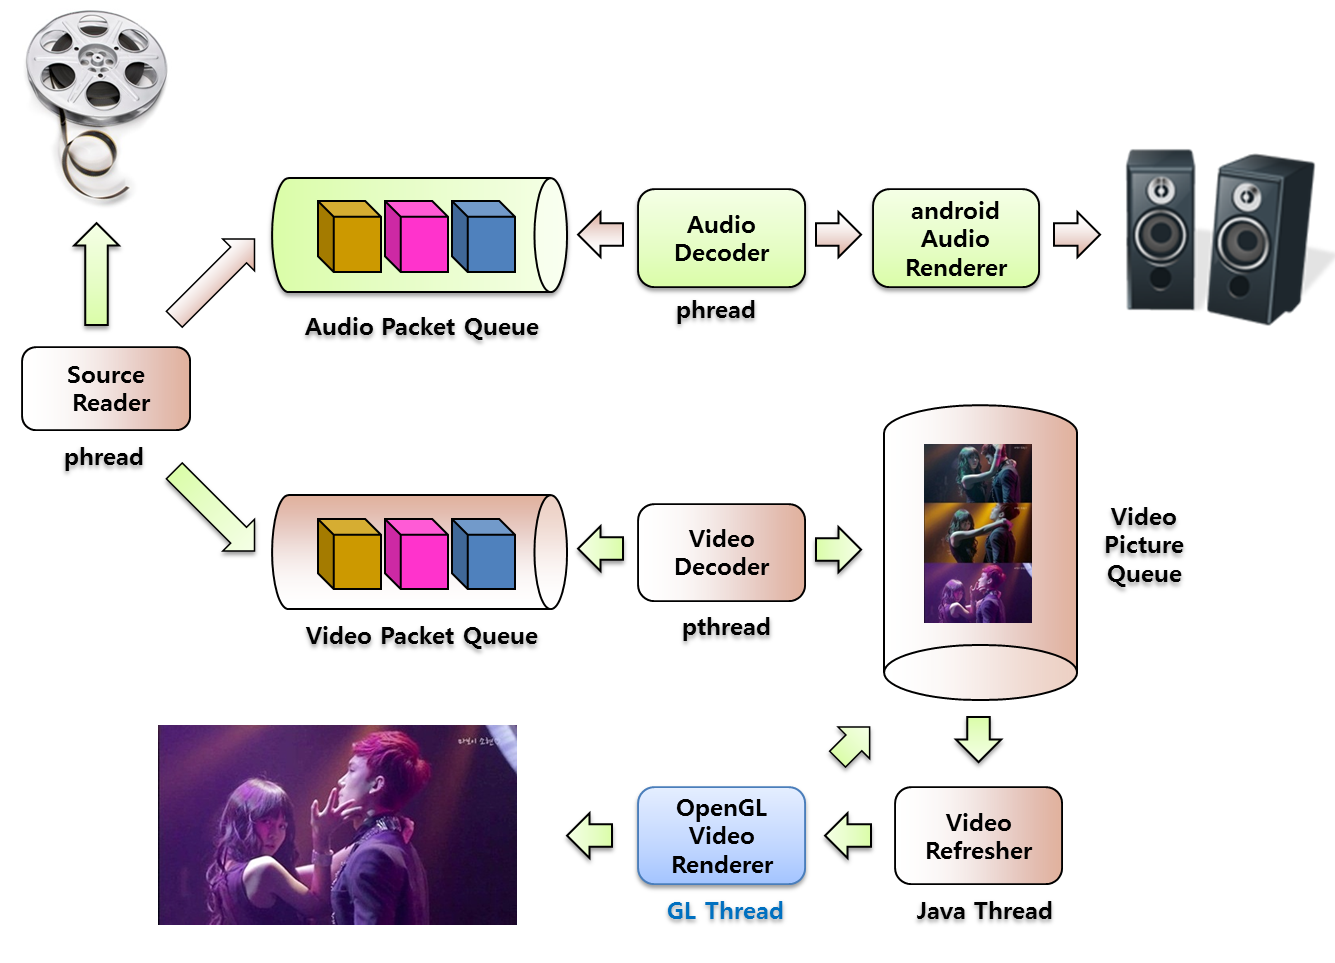 android
Audio
Renderer
Audio
Decoder
phread
Audio Packet Queue
Source
Reader
phread
Video
Picture
Queue
Video
Decoder
pthread
Video Packet Queue
OpenGL
Video
Renderer
GL Thread
Video
Refresher
Java Thread